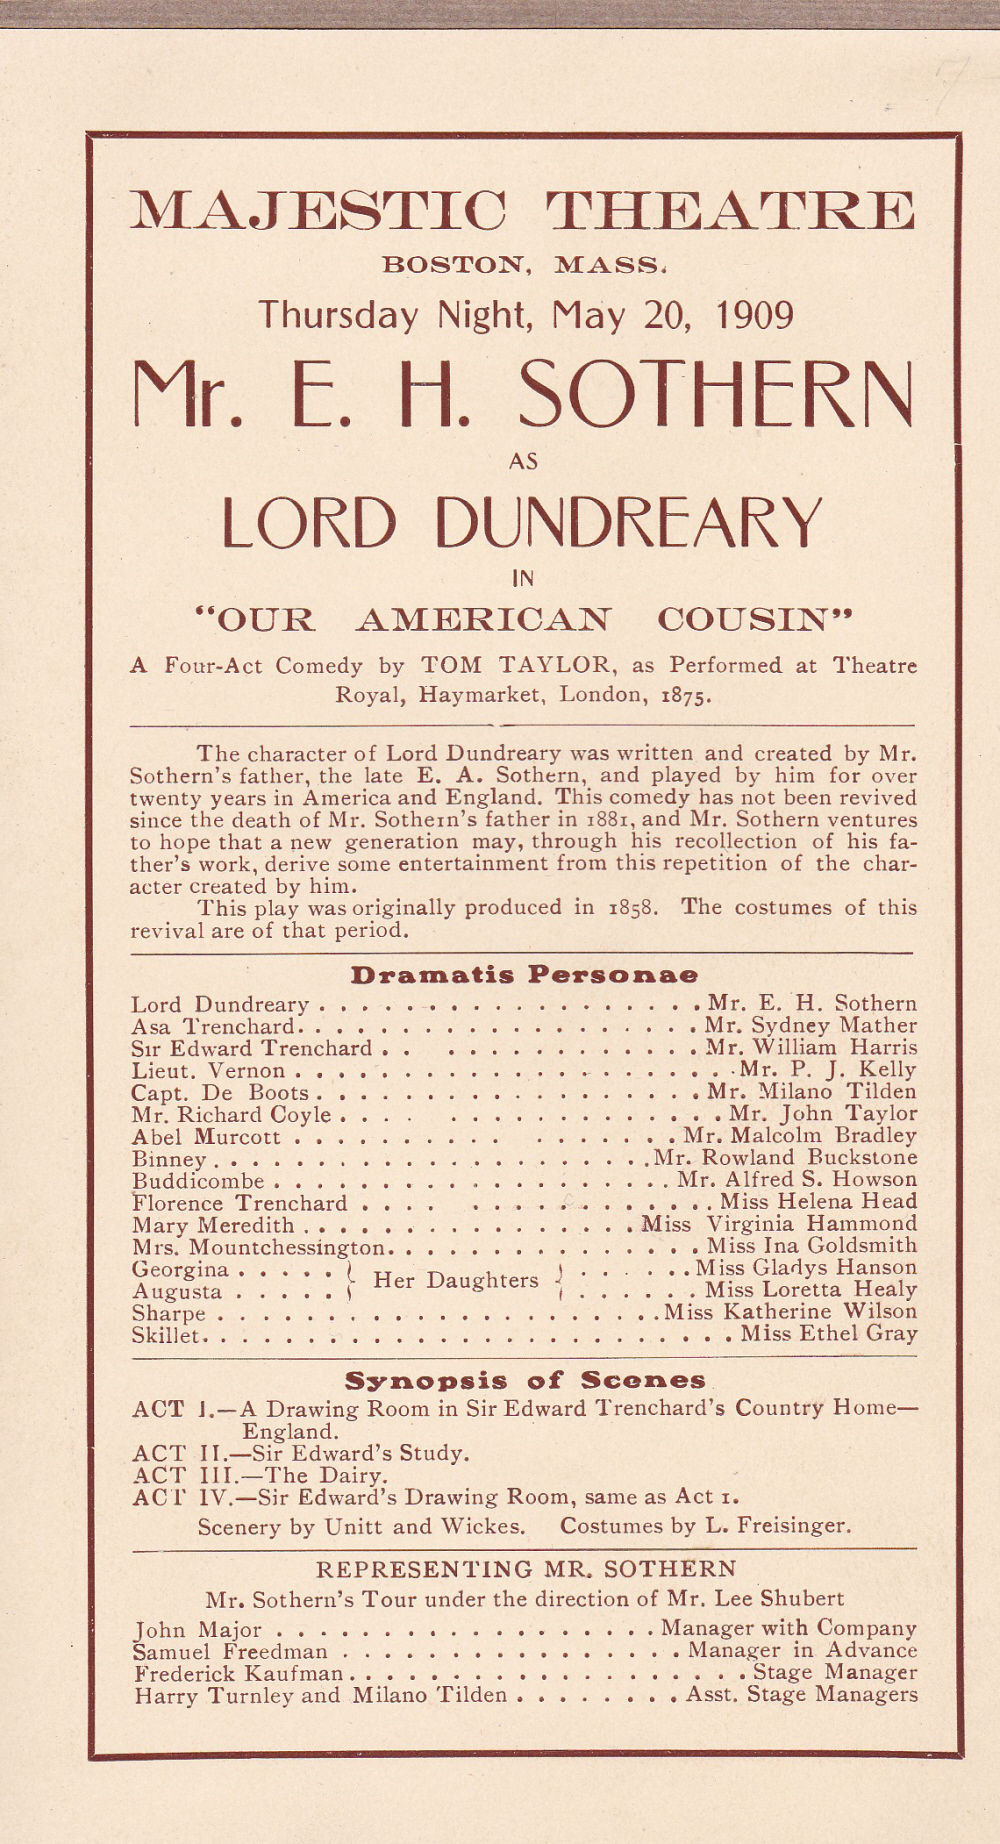 MAJESTIC THEATRE
BOSTON, MASS.
Thursday Night, May 20, 1909
Mr. E. H. SOTHERN
AS
LORD DUNDREARY
IN
“OUR AMERICAN COUSIN”
A Four-Act Comedy by TOM TAYLOR, as Performed at Theatre
Royal, Haymarket, London, 1875.
The character of Lord Dundreary was written and created by Mr.
Sothern's father, the late E. A. Sothern, and played by him for over
twenty years in America and England. This comedy has not been revived
since the death of Mr. Sothern's father in 1881, and Mr. Sothern ventures
to hope that a new generation may, through his recollection of his fa-
ther's work, derive some entertainment from this repetition of the char-
acter created by him.
This play was originally produced in 1858. The costumes of this
revival are of that period.
Dramatis Personae
Lord Dundreary . . . . . . . . . . . . . . . . . . Mr. E. H. Sothern
Asa Trenchard. . . . . . . . . . . . . . . . . . . Mr. Sydney Mather
Sir Edward Trenchard . . . . . . . . . . . . . . Mr. William Harris
Lieut. Vernon . . . . . . . . . . . . . . . . . . . . . Mr. P. J. Kelly
Capt. De Boots . . . . . . . . . . . . . . . . . . . Mr. Milano Tilden
Mr. Richard Coyle . . . . . . . . . . . . . . . . . Mr. John Taylor
Abel Murcott . . . . . . . . . . . . . . . . . . Mr. Malcolm Bradley
Binney . . . . . . . . . . . . . . . . . . . . . Mr. Rowland Buckstone
Buddicombe . . . . . . . . . . . . . . . . . . . Mr. Alfred S. Howson
Florence Trenchard . . . . . . . . . . . . . . . . Miss Helena Head
Mary Meredith . . . . . . . . . . . . . . . . Miss Virginia Hammond
Mrs. Mountchessington. . . . . . . . . . . . . . . Miss Ina Goldsmith
Georgina . . . . . } Her Daughters { . . . . . . Miss Gladys Hanson
Augusta . . . . . } { . . . . . . Miss Loretta Healy
Sharpe . . . . . . . . . . . . . . . . . . . . . Miss Katherine Wilson
Skillet. . . . . . . . . . . . . . . . . . . . . . . . . Miss Ethel Gray
Synopsis of Scenes
ACT I.—A Drawing Room in Sir Edward Trenchard's Country Home—
England.
ACT II.—Sir Edward's Study.
ACT III.—The Dairy.
ACT IV.—Sir Edward's Drawing Room, same as Act 1.
Scenery by Unitt and Wickes. Costumes by L. Freisinger.
REPRESENTING MR. SOTHERN
Mr. Sothern's Tour under the direction of Mr. Lee Shubert
John Major . . . . . . . . . . . . . . . . . . Manager with Company
Samuel Freedman . . . . . . . . . . . . . . . . Manager in Advance
Frederick Kaufman . . . . . . . . . . . . . . . . . . . Stage Manager
Harry Turnley and Milano Tilden . . . . . . . . Asst. Stage Managers